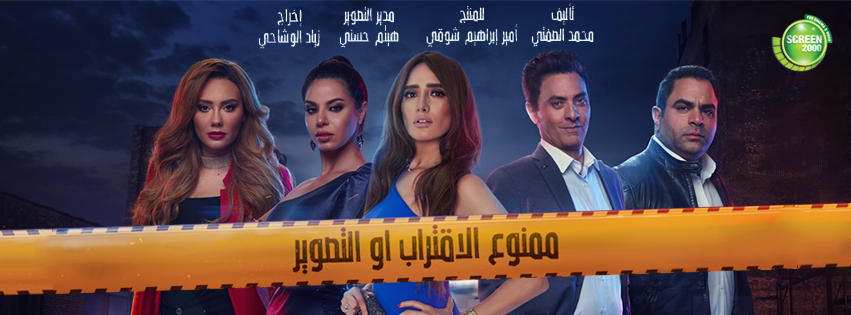 تأليف
محمد الصفتي
للمنتج
أمير إبراهيم شوقي
مدير التصوير
هيثم حسني
إخراج
زياد الوشاحي
SCREEN
2000
ممنوع الاقتراب او التصوير